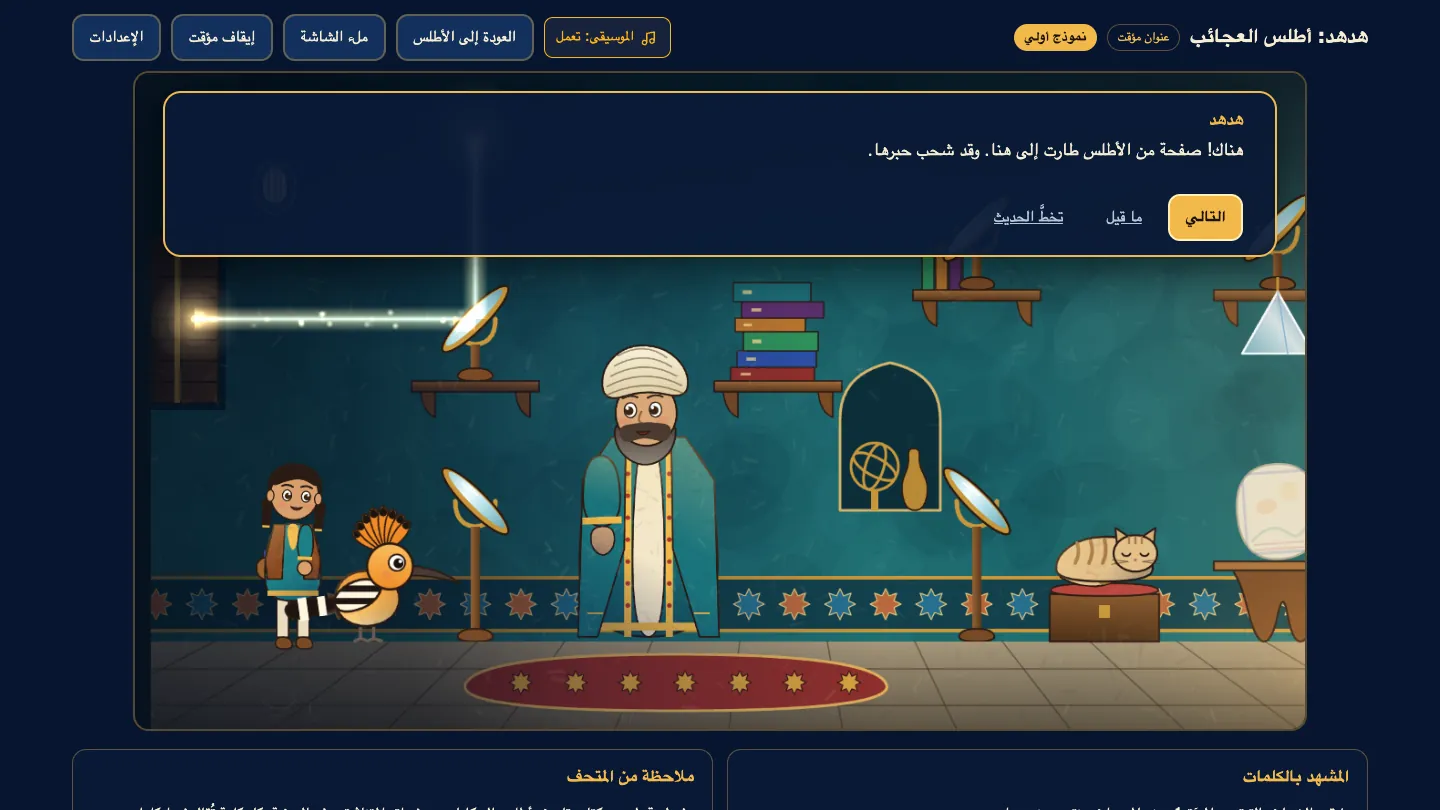 هدهد: أطلس العجائب
عنوان مؤقت
نموذج أولي
الموسيقى: تعمل
العودة إلى الأطلس
ملء الشاشة
إيقاف مؤقت
الإعدادات
هدهد
هناك! صفحة من الأطلس طارت إلى هنا. وقد شحب حبرها.
التالي
ما قيل
تخطَّ الحديث
المشهد بالكلمات
ملاحظة من المتحف